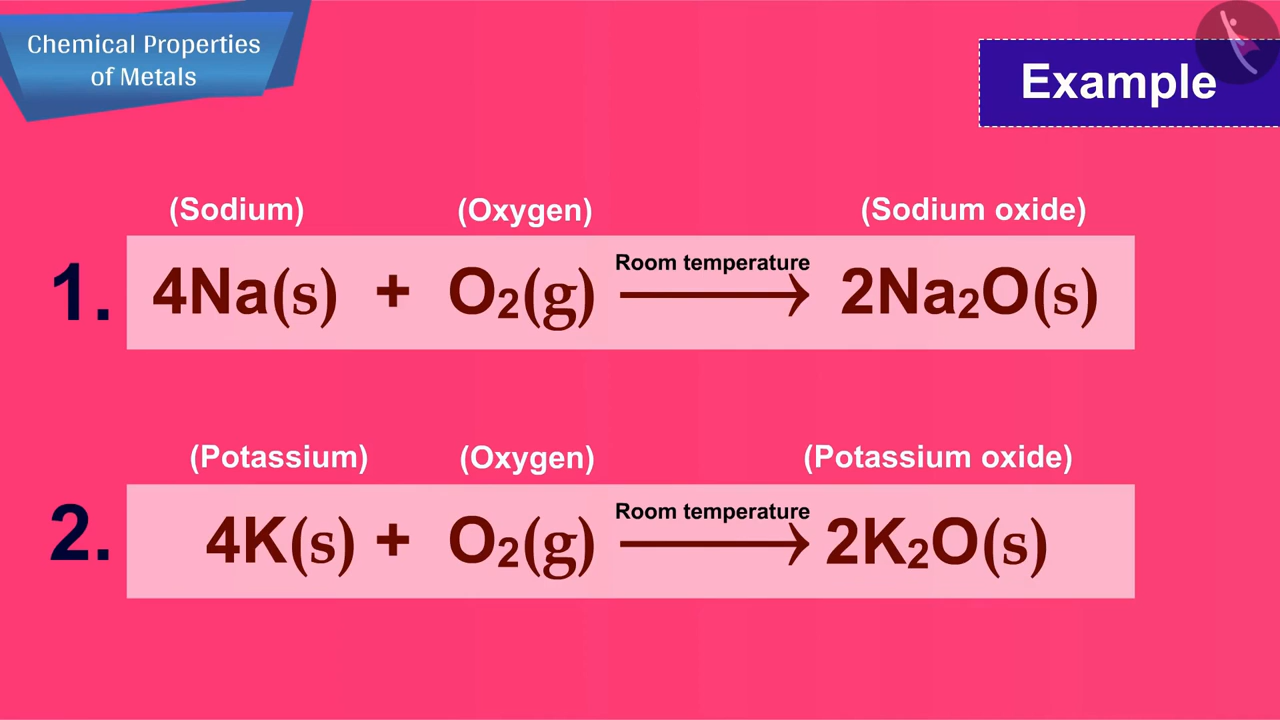 Chemical Properties
of Metals
Example
(Sodium) (Oxygen) (Sodium oxide)
Room temperature
1. 4Na(s) + O₂(g) ⟶ 2Na₂O(s)
(Potassium) (Oxygen) (Potassium oxide)
Room temperature
2. 4K(s) + O₂(g) ⟶ 2K₂O(s)